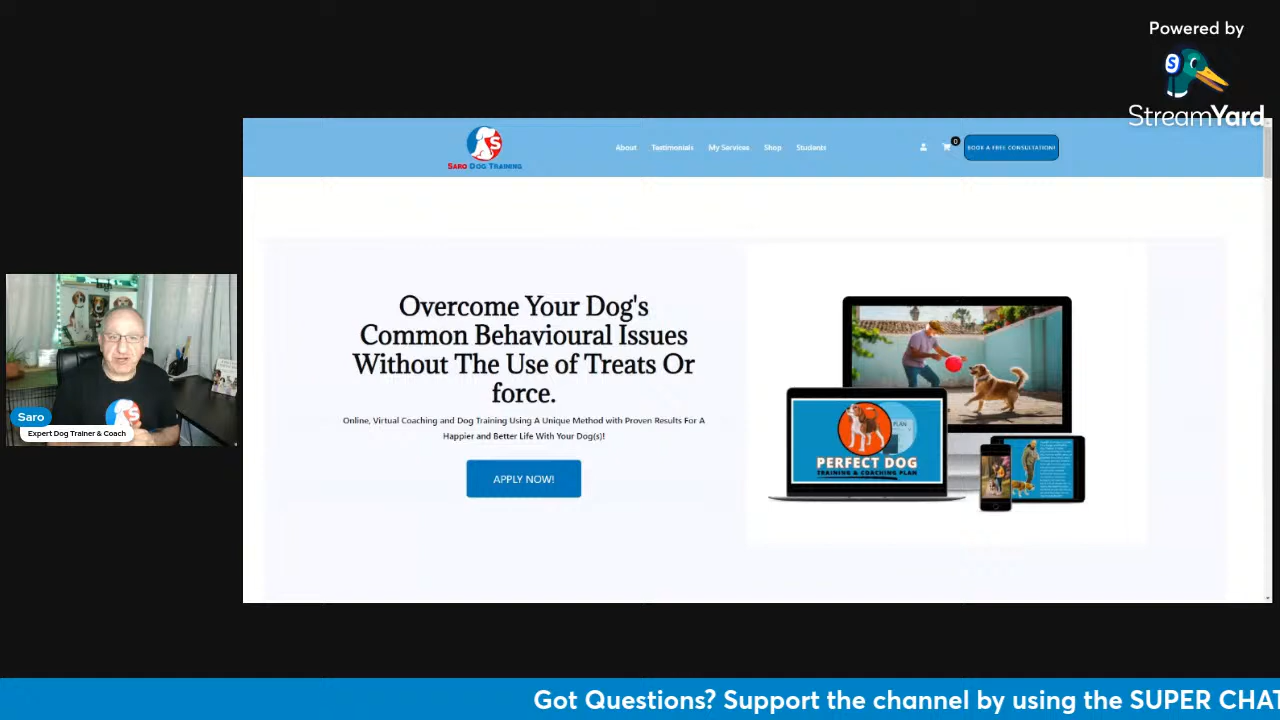 Powered by
S
StreamYard
S
SARO DOG TRAINING
About
Testimonials
My Services
Shop
Students
0
BOOK A FREE CONSULTATION!
Overcome Your Dog's
Common Behavioural Issues
Without The Use of Treats Or
force.
Online, Virtual Coaching and Dog Training Using A Unique Method with Proven Results For A
Happier and Better Life With Your Dog(s)!
APPLY NOW!
PLAN
PERFECT DOG
TRAINING & COACHING PLAN
Saro
Expert Dog Trainer & Coach
Got Questions? Support the channel by using the SUPER CHAT